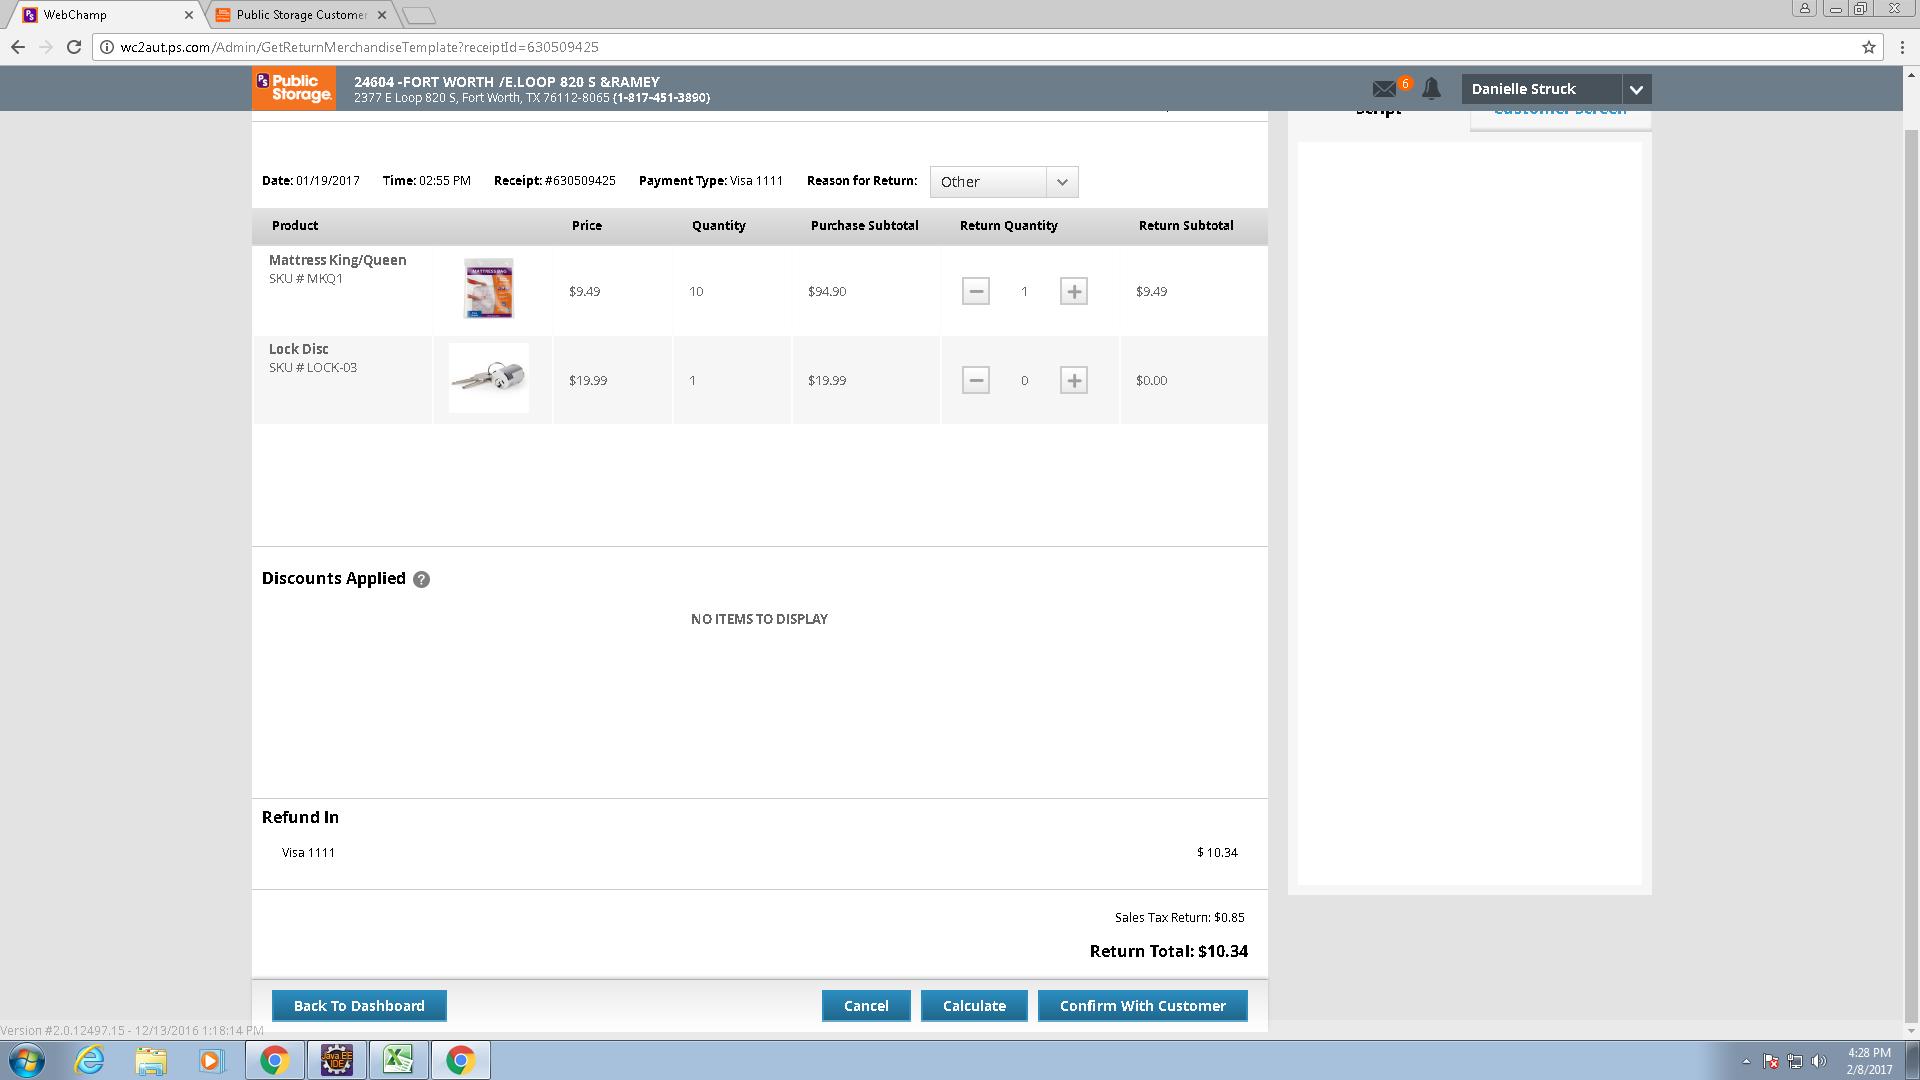 WebChamp
Public Storage Customer
wc2aut.ps.com/Admin/GetReturnMerchandiseTemplate?receiptId=630509425
PS Public Storage.
24604 -FORT WORTH /E.LOOP 820 S &RAMEY
2377 E Loop 820 S, Fort Worth, TX 76112-8065 (1-817-451-3890)
6
Danielle Struck
Script
Customer Screen
Date: 01/19/2017 Time: 02:55 PM Receipt: #630509425 Payment Type: Visa 1111 Reason for Return: Other
Product Price Quantity Purchase Subtotal Return Quantity Return Subtotal
Mattress King/Queen
SKU # MKQ1
MATTRESS BAG
$9.49 10 $94.90 1 $9.49
Lock Disc
SKU # LOCK-03
$19.99 1 $19.99 0 $0.00
Discounts Applied ?
NO ITEMS TO DISPLAY
Refund In
Visa 1111 $ 10.34
Sales Tax Return: $0.85
Return Total: $10.34
Back To Dashboard Cancel Calculate Confirm With Customer
Version #2.0.12497.15 - 12/13/2016 1:18:14 PM
Java EE
IDE
4:28 PM
2/8/2017